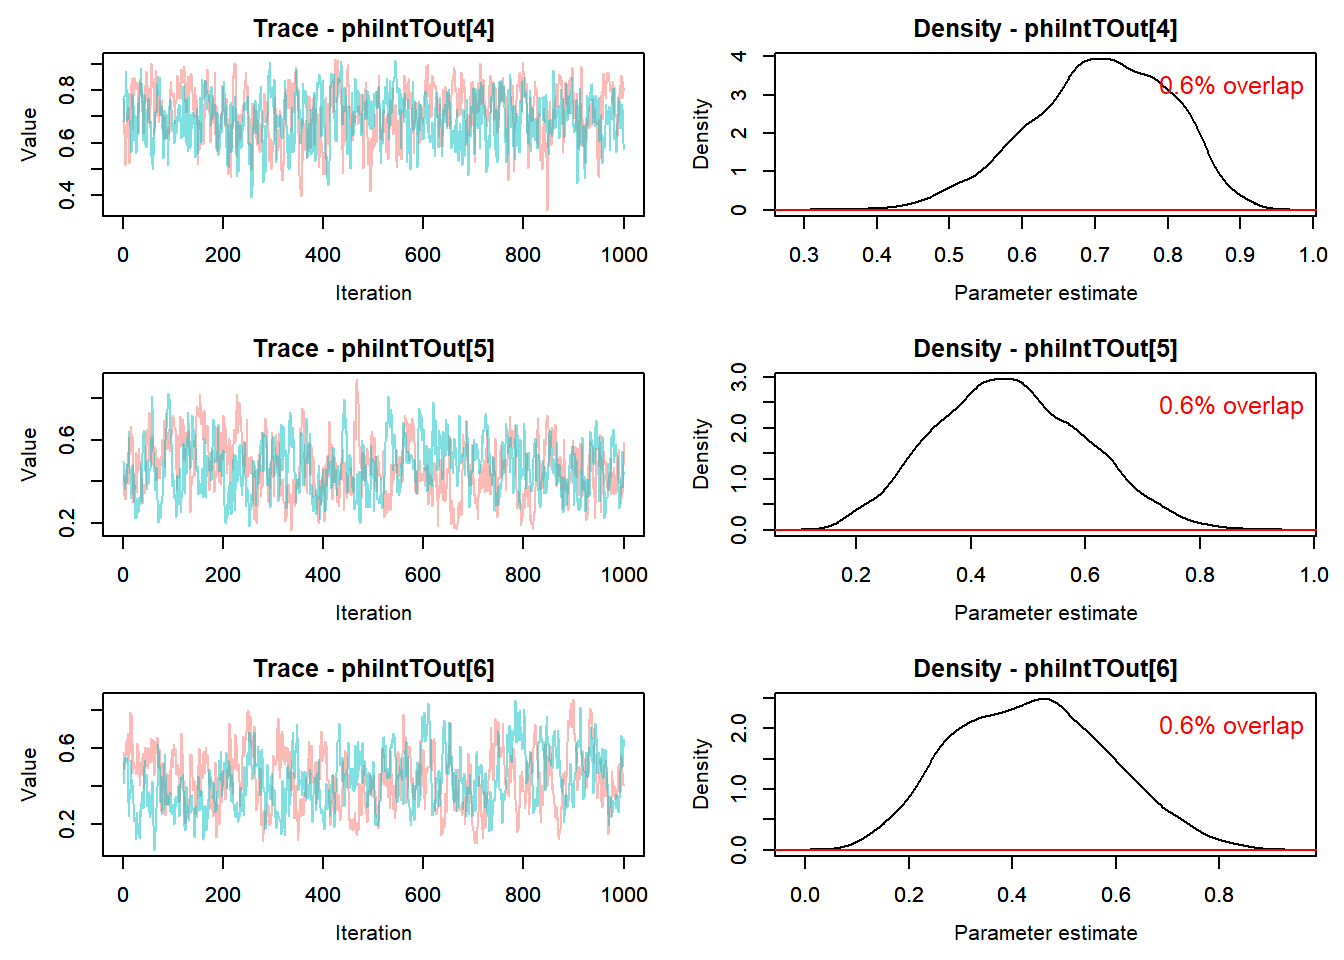 Trace - phiIntTOut[4]
Value
0.4 0.6 0.8
0 200 400 600 800 1000
Iteration
Density - phiIntTOut[4]
Density
0 1 2 3 4
0.6% overlap
0.3 0.4 0.5 0.6 0.7 0.8 0.9 1.0
Parameter estimate
Trace - phiIntTOut[5]
Value
0.2 0.6
0 200 400 600 800 1000
Iteration
Density - phiIntTOut[5]
Density
0.0 1.0 2.0 3.0
0.6% overlap
0.2 0.4 0.6 0.8 1.0
Parameter estimate
Trace - phiIntTOut[6]
Value
0.2 0.6
0 200 400 600 800 1000
Iteration
Density - phiIntTOut[6]
Density
0.0 1.0 2.0
0.6% overlap
0.0 0.2 0.4 0.6 0.8
Parameter estimate